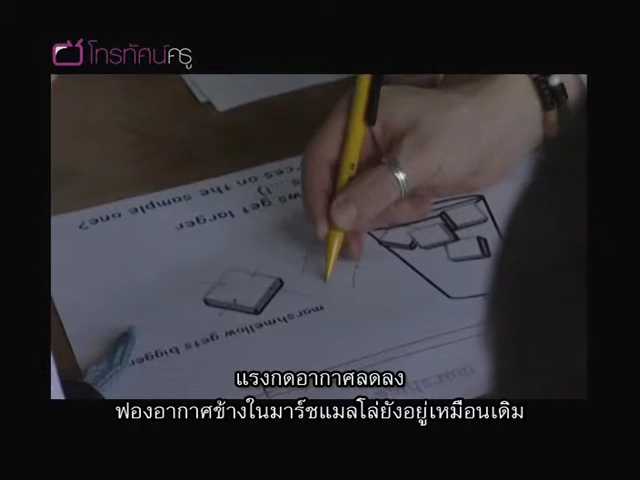 โทรทัศน์ครู
rces on the sample one?
ws get larger
marshmellow gets bigger
แรงกดอากาศลดลง
ฟองอากาศข้างในมาร์ชแมลโล่ยังอยู่เหมือนเดิม